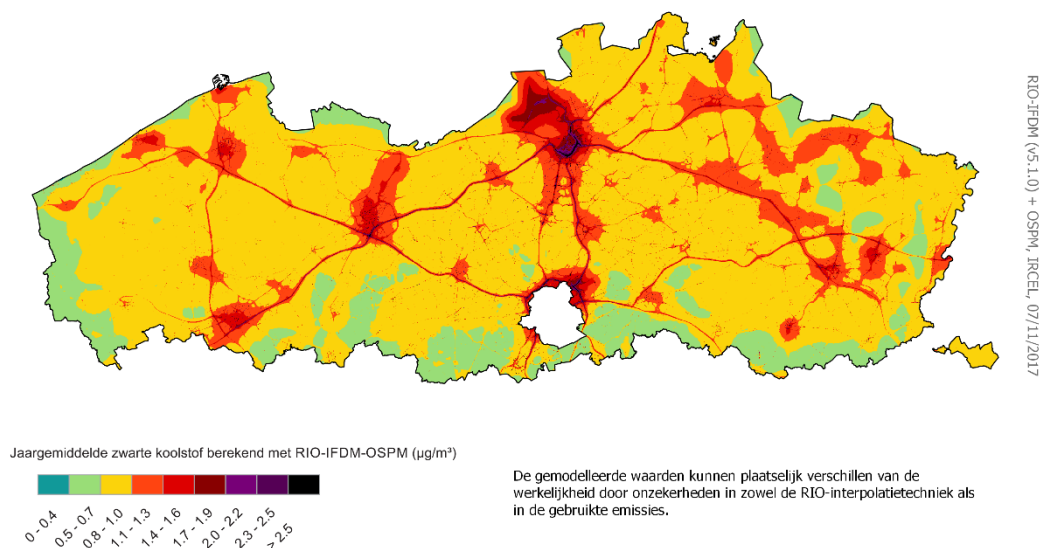 RIO-IFDM (v5.1.0) + OSPM, IRCEL, 07/11/2017
Jaargemiddelde zwarte koolstof berekend met RIO-IFDM-OSPM (µg/m³)
0 - 0.4
0.5 - 0.7
0.8 - 1.0
1.1 - 1.3
1.4 - 1.6
1.7 - 1.9
2.0 - 2.2
2.3 - 2.5
> 2.5
De gemodelleerde waarden kunnen plaatselijk verschillen van de
werkelijkheid door onzekerheden in zowel de RIO-interpolatietechniek als
in de gebruikte emissies.